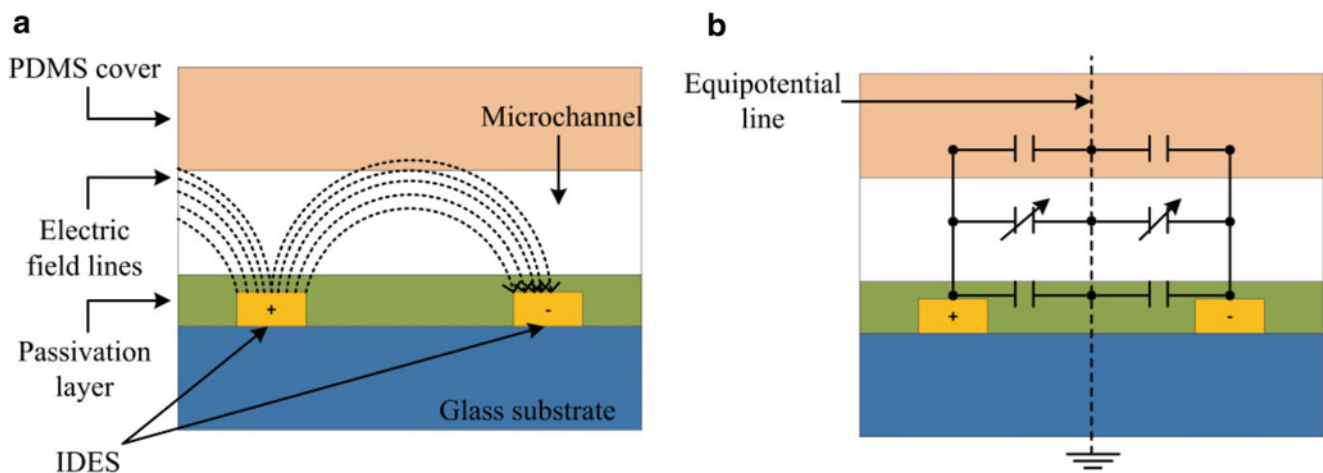 a
PDMS cover
Microchannel
Electric
field lines
Passivation
layer
+
-
Glass substrate
IDES
b
Equipotential
line
+
-